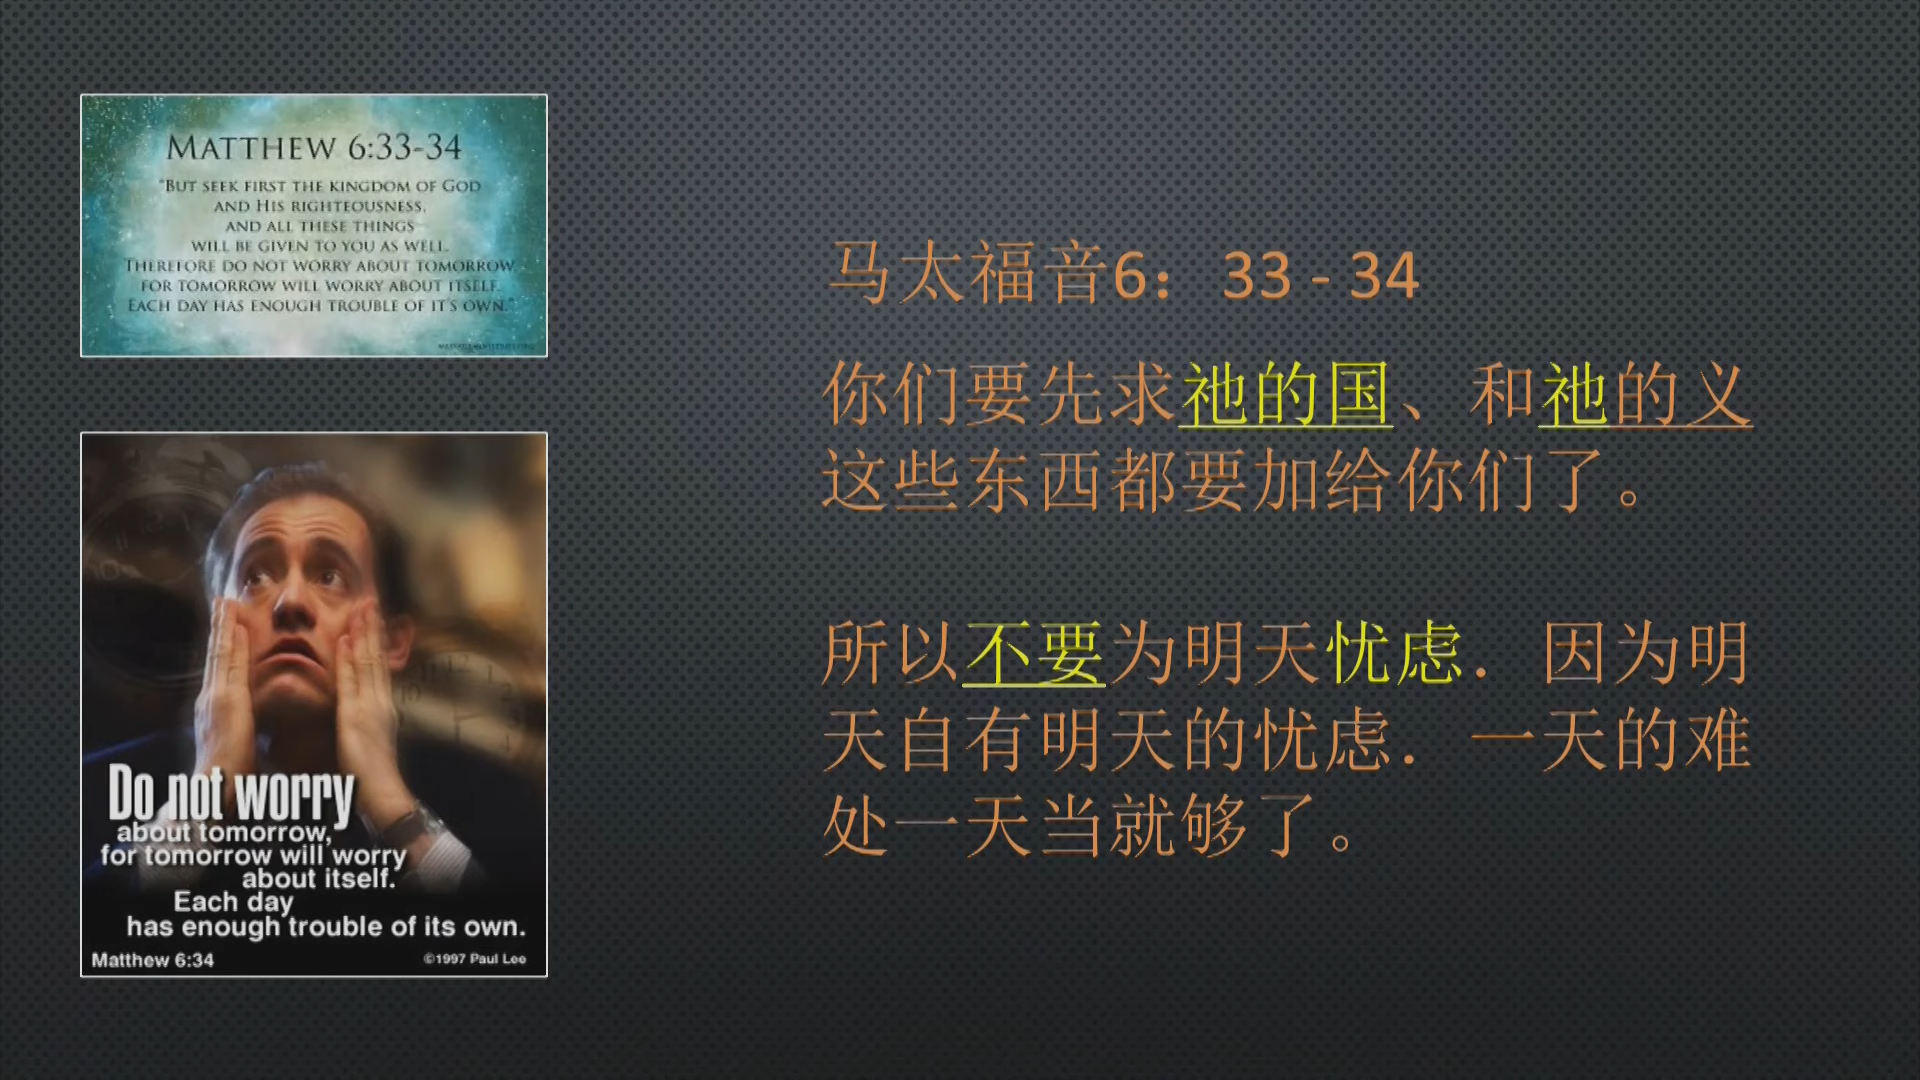 MATTHEW 6:33-34
"BUT SEEK FIRST THE KINGDOM OF GOD
AND HIS RIGHTEOUSNESS,
AND ALL THESE THINGS
WILL BE GIVEN TO YOU AS WELL.
THEREFORE DO NOT WORRY ABOUT TOMORROW,
FOR TOMORROW WILL WORRY ABOUT ITSELF.
EACH DAY HAS ENOUGH TROUBLE OF IT'S OWN."
Do not worry
about tomorrow,
for tomorrow will worry
about itself.
Each day
has enough trouble of its own.
Matthew 6:34 ©1997 Paul Lee
马太福音6：33 - 34
你们要先求祂的国、和祂的义
这些东西都要加给你们了。
所以不要为明天忧虑．因为明
天自有明天的忧虑．一天的难
处一天当就够了。